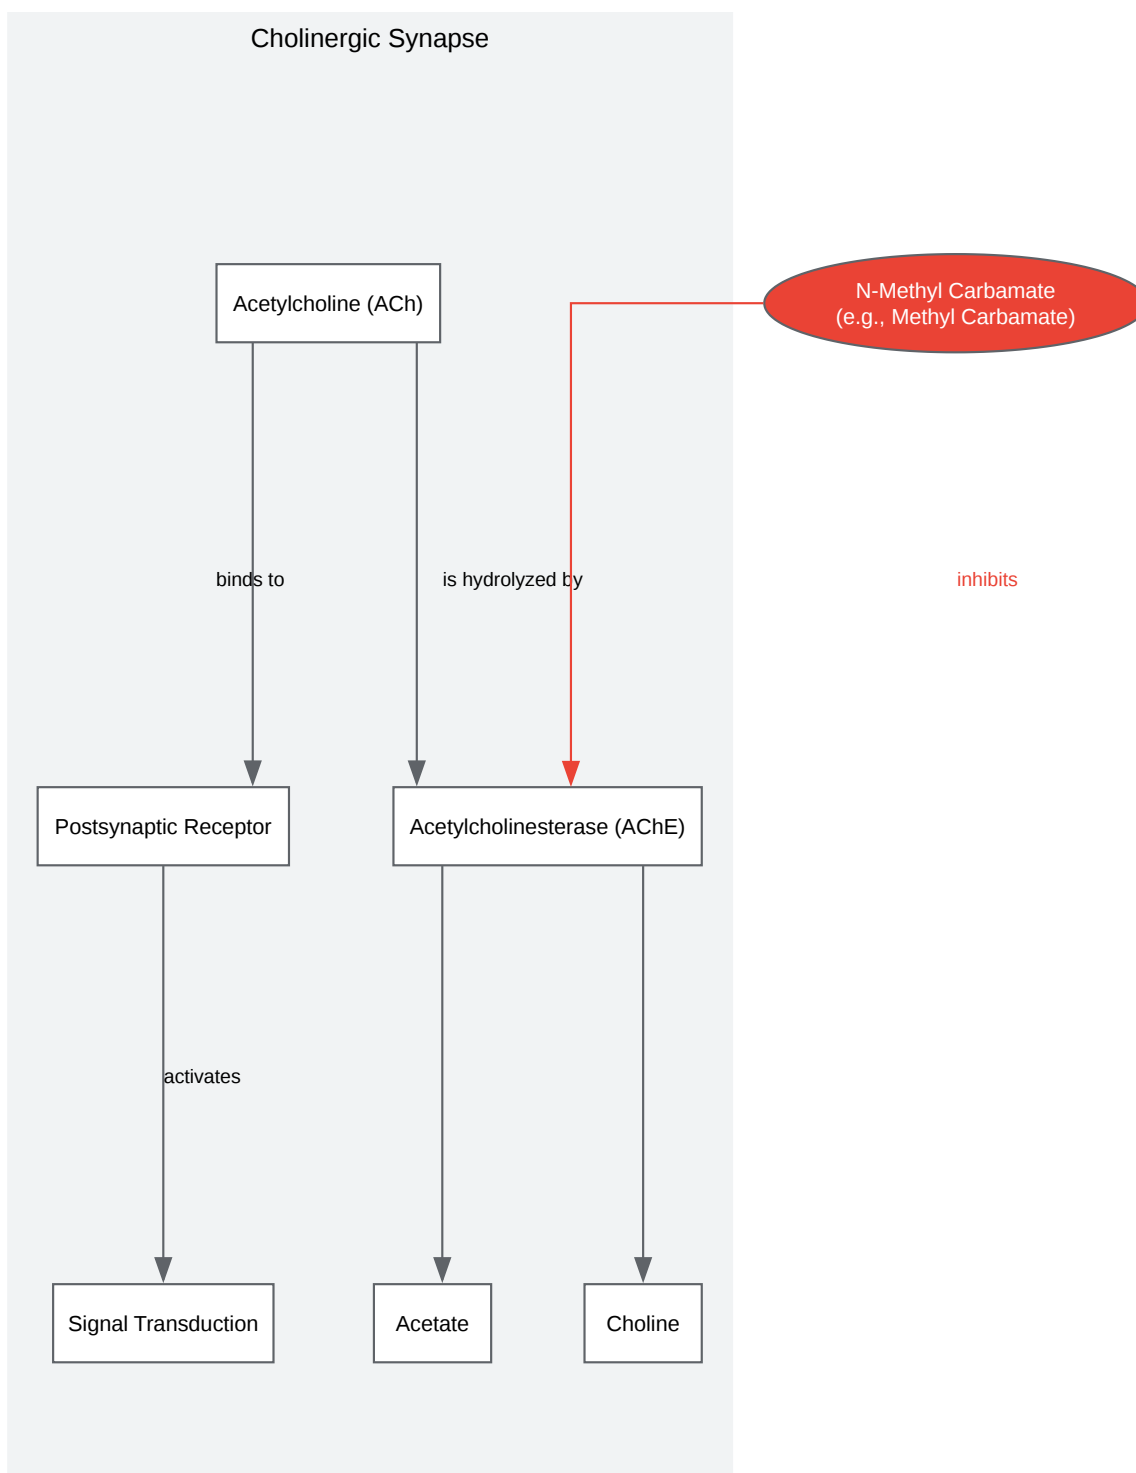 Cholinergic Synapse
Acetylcholine (ACh)
N-Methyl Carbamate
(e.g., Methyl Carbamate)
binds to
is hydrolyzed by
inhibits
Postsynaptic Receptor
Acetylcholinesterase (AChE)
activates
Signal Transduction
Acetate
Choline